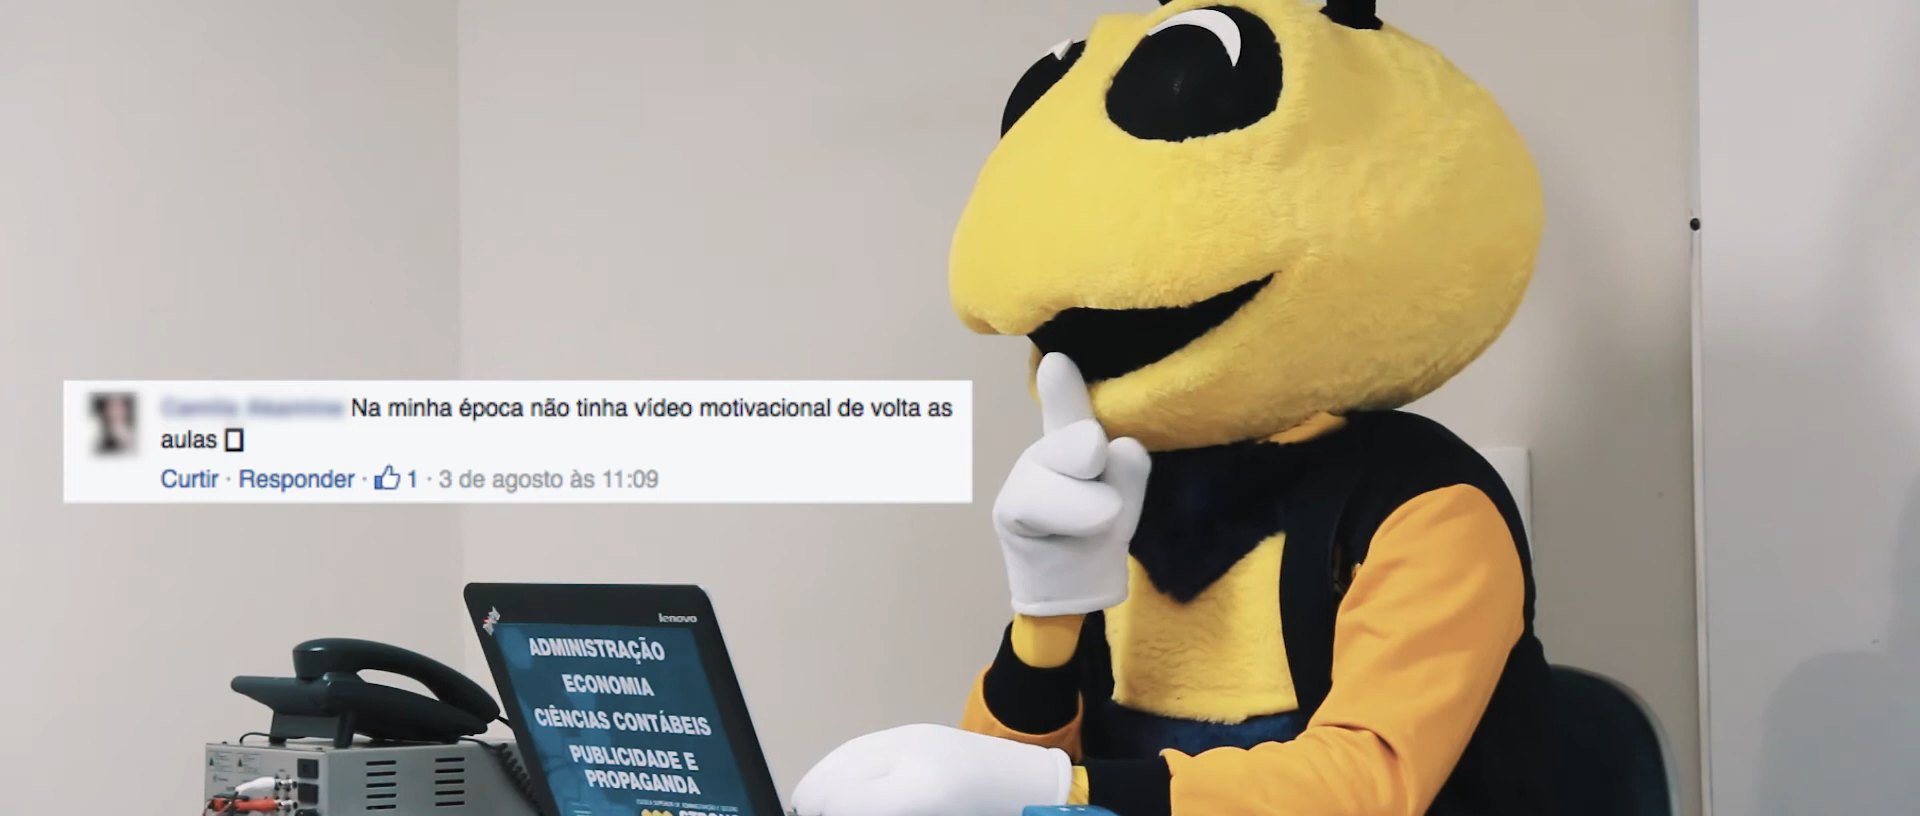 Na minha época não tinha vídeo motivacional de volta as
aulas
Curtir · Responder · 1 · 3 de agosto às 11:09
lenovo
ADMINISTRAÇÃO
ECONOMIA
CIÊNCIAS CONTÁBEIS
PUBLICIDADE E
PROPAGANDA